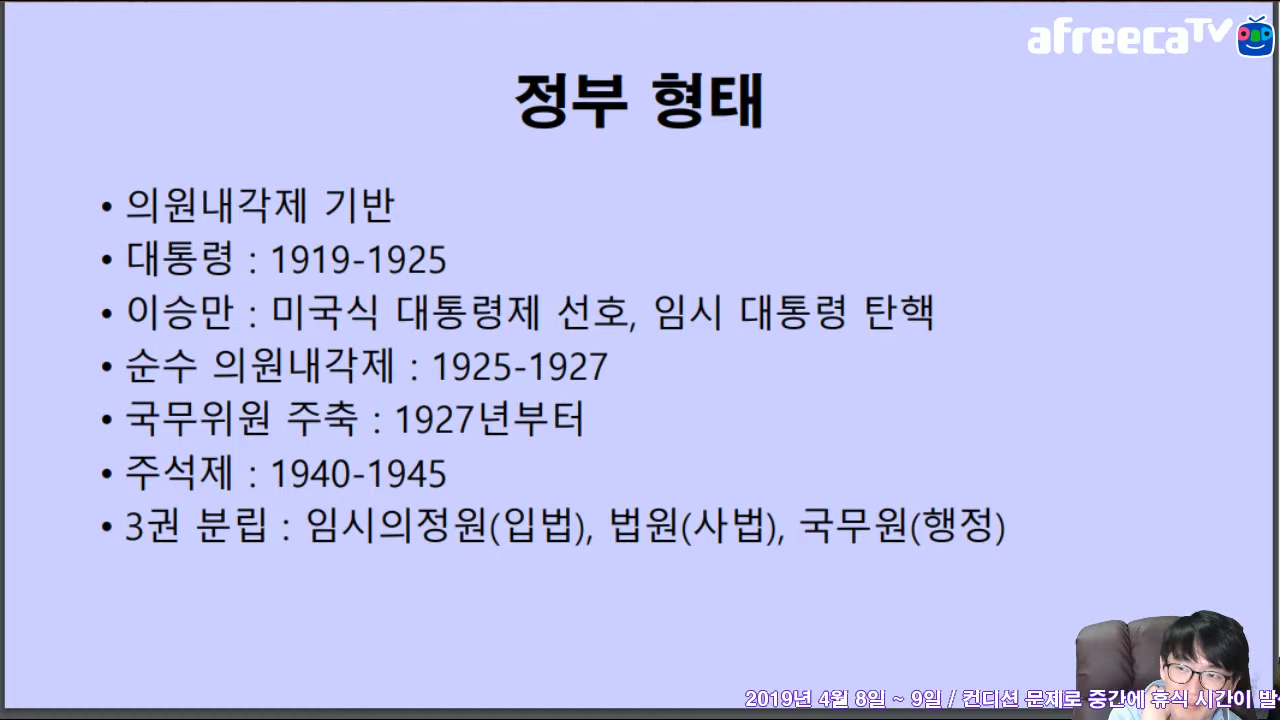 afreecaTV
정부 형태
• 의원내각제 기반
• 대통령 : 1919-1925
• 이승만 : 미국식 대통령제 선호, 임시 대통령 탄핵
• 순수 의원내각제 : 1925-1927
• 국무위원 주축 : 1927년부터
• 주석제 : 1940-1945
• 3권 분립 : 임시의정원(입법), 법원(사법), 국무원(행정)
2019년 4월 8일 ~ 9일 / 컨디션 문제로 중간에 휴식 시간이 발